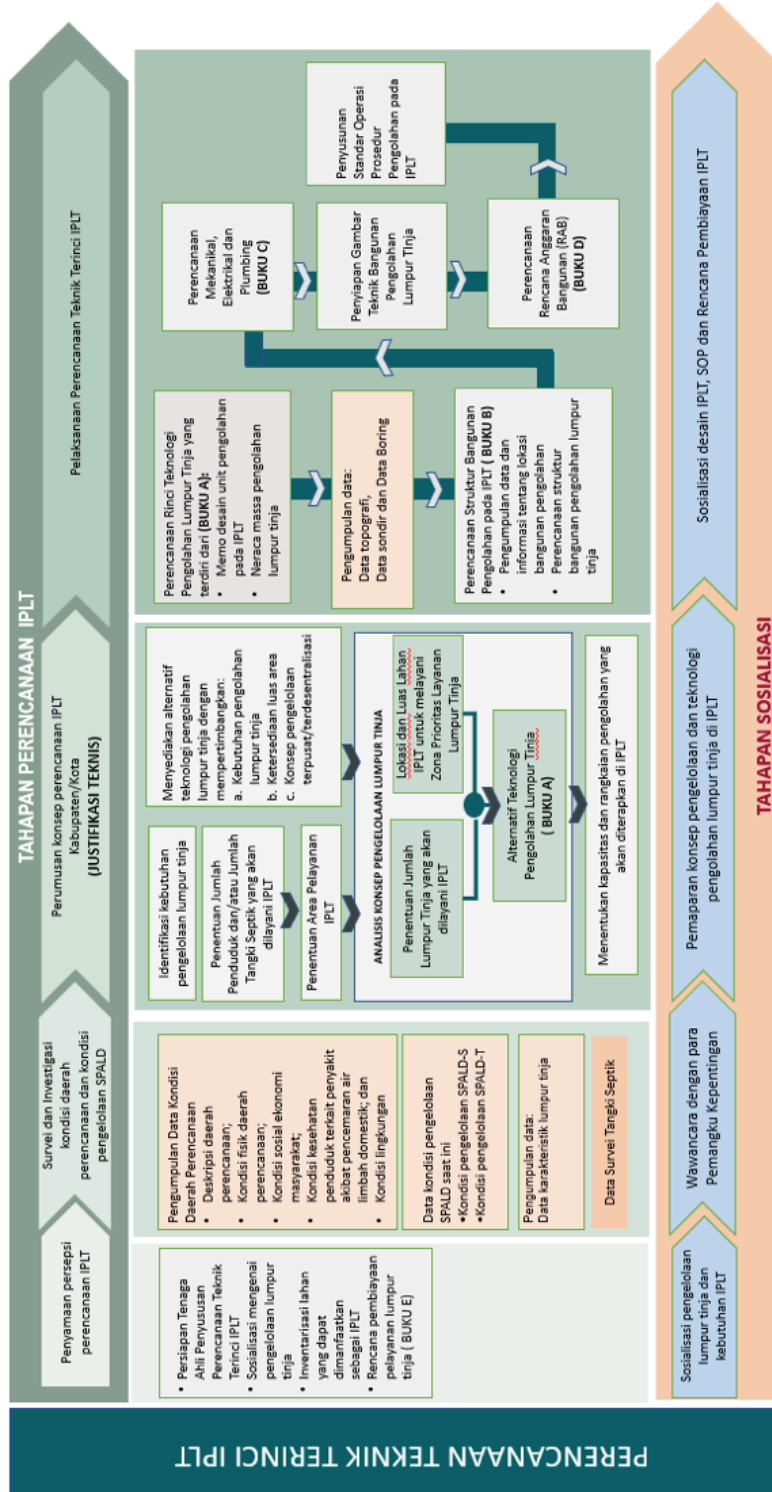 PERENCANAAN TEKNIK TERINCI IPLT
TAHAPAN PERENCANAAN IPLT
Penyamaan persepsi
perencanaan IPLT
Survei dan Investigasi
kondisi daerah
perencanaan dan kondisi
pengelolaan SPALD
Perumusan konsep perencanaan IPLT
Kabupaten/Kota
(JUSTIFIKASI TEKNIS)
Pelaksanaan Perencanaan Teknik Terinci IPLT
• Persiapan Tenaga
Ahli Penyusunan
Perencanaan Teknik
Terinci IPLT
• Sosialisasi mengenai
pengelolaan lumpur
tinja
• Inventarisasi lahan
yang dapat
dimanfaatkan
sebagai IPLT
• Rencana pembiayaan
pelayanan lumpur
tinja ( BUKU E)
Pengumpulan Data Kondisi
Daerah Perencanaan
• Deskripsi daerah
perencanaan;
• Kondisi fisik daerah
perencanaan;
• Kondisi sosial ekonomi
masyarakat;
• Kondisi kesehatan
penduduk terkait penyakit
akibat pencemaran air
limbah domestik; dan
• Kondisi lingkungan
Data kondisi pengelolaan
SPALD saat ini
•Kondisi pengelolaan SPALD-S
•Kondisi pengelolaan SPALD-T
Pengumpulan data:
Data karakteristik lumpur tinja
Data Survei Tangki Septik
Identifikasi kebutuhan
pengelolaan lumpur tinja
Penentuan Jumlah
Penduduk dan/atau Jumlah
Tangki Septik yang akan
dilayani IPLT
Penentuan Area Pelayanan
IPLT
Menyediakan alternatif
teknologi pengolahan
lumpur tinja dengan
mempertimbangkan:
a. Kebutuhan pengolahan
lumpur tinja
b. Ketersediaan luas area
c. Konsep pengelolaan
terpusat/terdesentralisasi
ANALISIS KONSEP PENGELOLAAN LUMPUR TINJA
Penentuan Jumlah
Lumpur Tinja yang akan
dilayani IPLT
Lokasi dan Luas Lahan
IPLT untuk melayani
Zona Prioritas Layanan
Lumpur Tinja
Alternatif Teknologi
Pengolahan Lumpur Tinja
( BUKU A)
Menentukan kapasitas dan rangkaian pengolahan yang
akan diterapkan di IPLT
Perencanaan Rinci Teknologi
Pengolahan Lumpur Tinja yang
terdiri dari (BUKU A):
• Memo desain unit pengolahan
pada IPLT
• Neraca massa pengolahan
lumpur tinja
Pengumpulan data:
Data topografi,
Data sondir dan Data Boring
Perencanaan Struktur Bangunan
Pengolahan pada IPLT ( BUKU B)
• Pengumpulan data dan
informasi tentang lokasi
bangunan pengolahan
• Perencanaan struktur
bangunan pengolahan lumpur
tinja
Perencanaan
Mekanikal,
Elektrikal dan
Plumbing
(BUKU C)
Penyiapan Gambar
Teknik Bangunan
Pengolahan
Lumpur TInja
Perencanaan
Rencana Anggaran
Bangunan (RAB)
(BUKU D)
Penyusunan
Standar Operasi
Prosedur
Pengolahan pada
IPLT
Sosialisasi pengelolaan
lumpur tinja dan
kebutuhan IPLT
Wawancara dengan para
Pemangku Kepentingan
Pemaparan konsep pengelolaan dan teknologi
pengolahan lumpur tinja di IPLT
Sosialisasi desain IPLT, SOP dan Rencana Pembiayaan IPLT
TAHAPAN SOSIALISASI